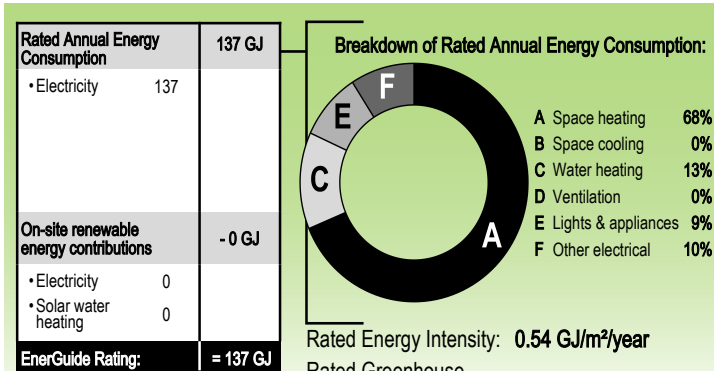 Rated Annual Energy
Consumption
137 GJ
•Electricity 137
On-site renewable
energy contributions
- 0 GJ
•Electricity 0
•Solar water
heating
0
EnerGuide Rating: = 137 GJ
Breakdown of Rated Annual Energy Consumption:
F
E
C
A
A Space heating 68%
B Space cooling 0%
C Water heating 13%
D Ventilation 0%
E Lights & appliances 9%
F Other electrical 10%
Rated Energy Intensity: 0.54 GJ/m²/year
Rated Greenhouse